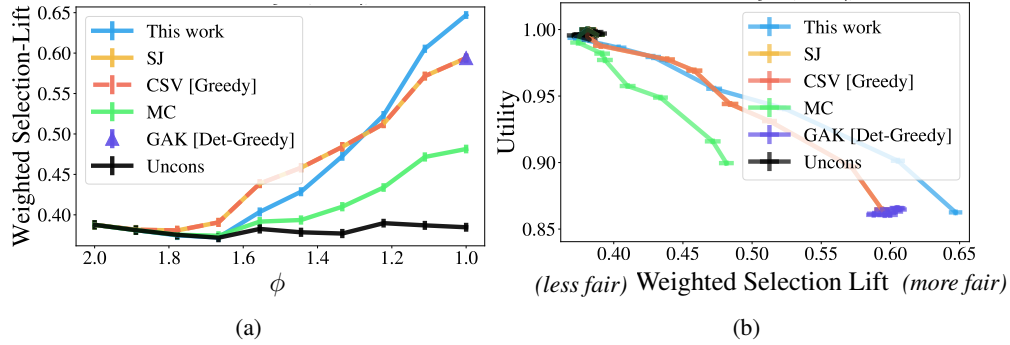 Weighted Selection-Lift
0.65
0.60
0.55
0.50
0.45
0.40
This work
SJ
CSV [Greedy]
MC
GAK [Det-Greedy]
Uncons
2.0 1.8 1.6 1.4 1.2 1.0
ϕ
(a)
Utility
1.00
0.95
0.90
0.85
This work
SJ
CSV [Greedy]
MC
GAK [Det-Greedy]
Uncons
0.40 0.45 0.50 0.55 0.60 0.65
(less fair) Weighted Selection Lift (more fair)
(b)